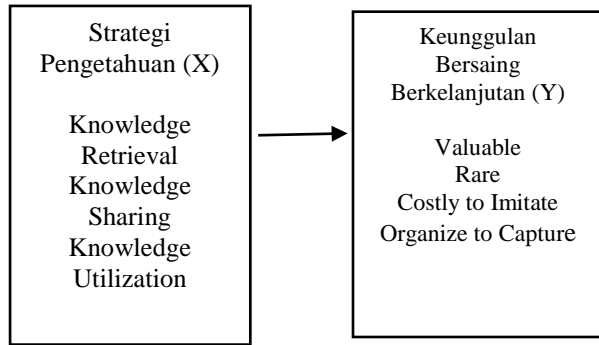 Strategi
Pengetahuan (X)
Knowledge
Retrieval
Knowledge
Sharing
Knowledge
Utilization
Keunggulan
Bersaing
Berkelanjutan (Y)
Valuable
Rare
Costly to Imitate
Organize to Capture